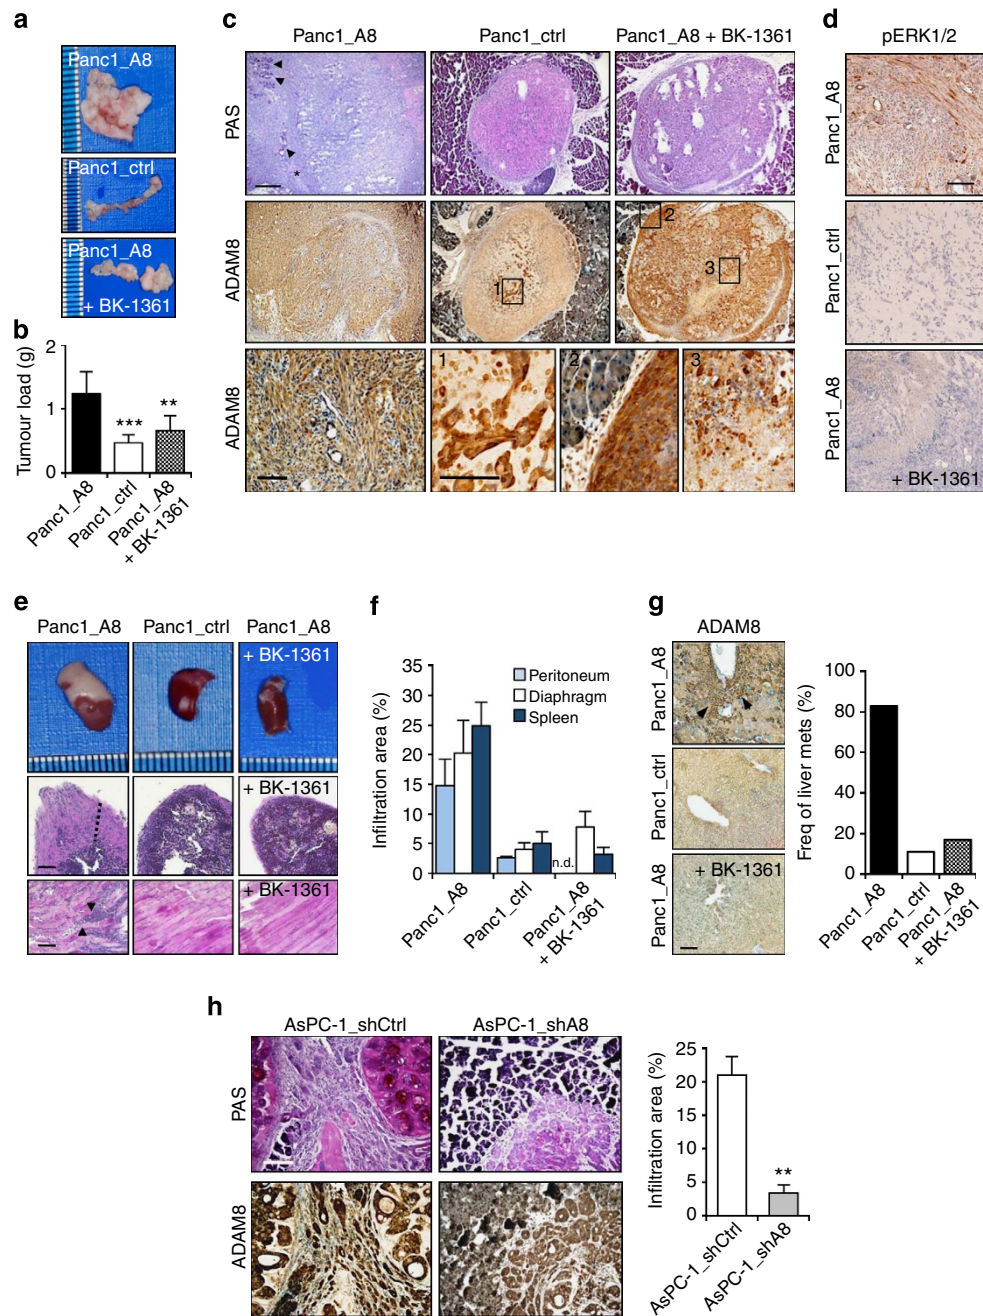 a
Panc1_A8
Panc1_ctrl
Panc1_A8
+ BK-1361
b
Tumour load (g)
2
1
0
***
**
Panc1_A8
Panc1_ctrl
Panc1_A8
+ BK-1361
c
Panc1_A8
Panc1_ctrl
Panc1_A8 + BK-1361
PAS
*
ADAM8
1
2
3
ADAM8
1
2
3
d
pERK1/2
Panc1_A8
Panc1_ctrl
Panc1_A8
+ BK-1361
e
Panc1_A8
Panc1_ctrl
Panc1_A8
+ BK-1361
+ BK-1361
+ BK-1361
f
Infiltration area (%)
35
30
25
20
15
10
5
0
Peritoneum
Diaphragm
Spleen
n.d.
Panc1_A8
Panc1_ctrl
Panc1_A8
+ BK-1361
g
ADAM8
Panc1_A8
Panc1_ctrl
Panc1_A8
+ BK-1361
Freq of liver mets (%)
100
80
60
40
20
0
Panc1_A8
Panc1_ctrl
Panc1_A8
+ BK-1361
h
AsPC-1_shCtrl
AsPC-1_shA8
PAS
ADAM8
Infiltration area (%)
25
20
15
10
5
0
**
AsPC-1_shCtrl
AsPC-1_shA8